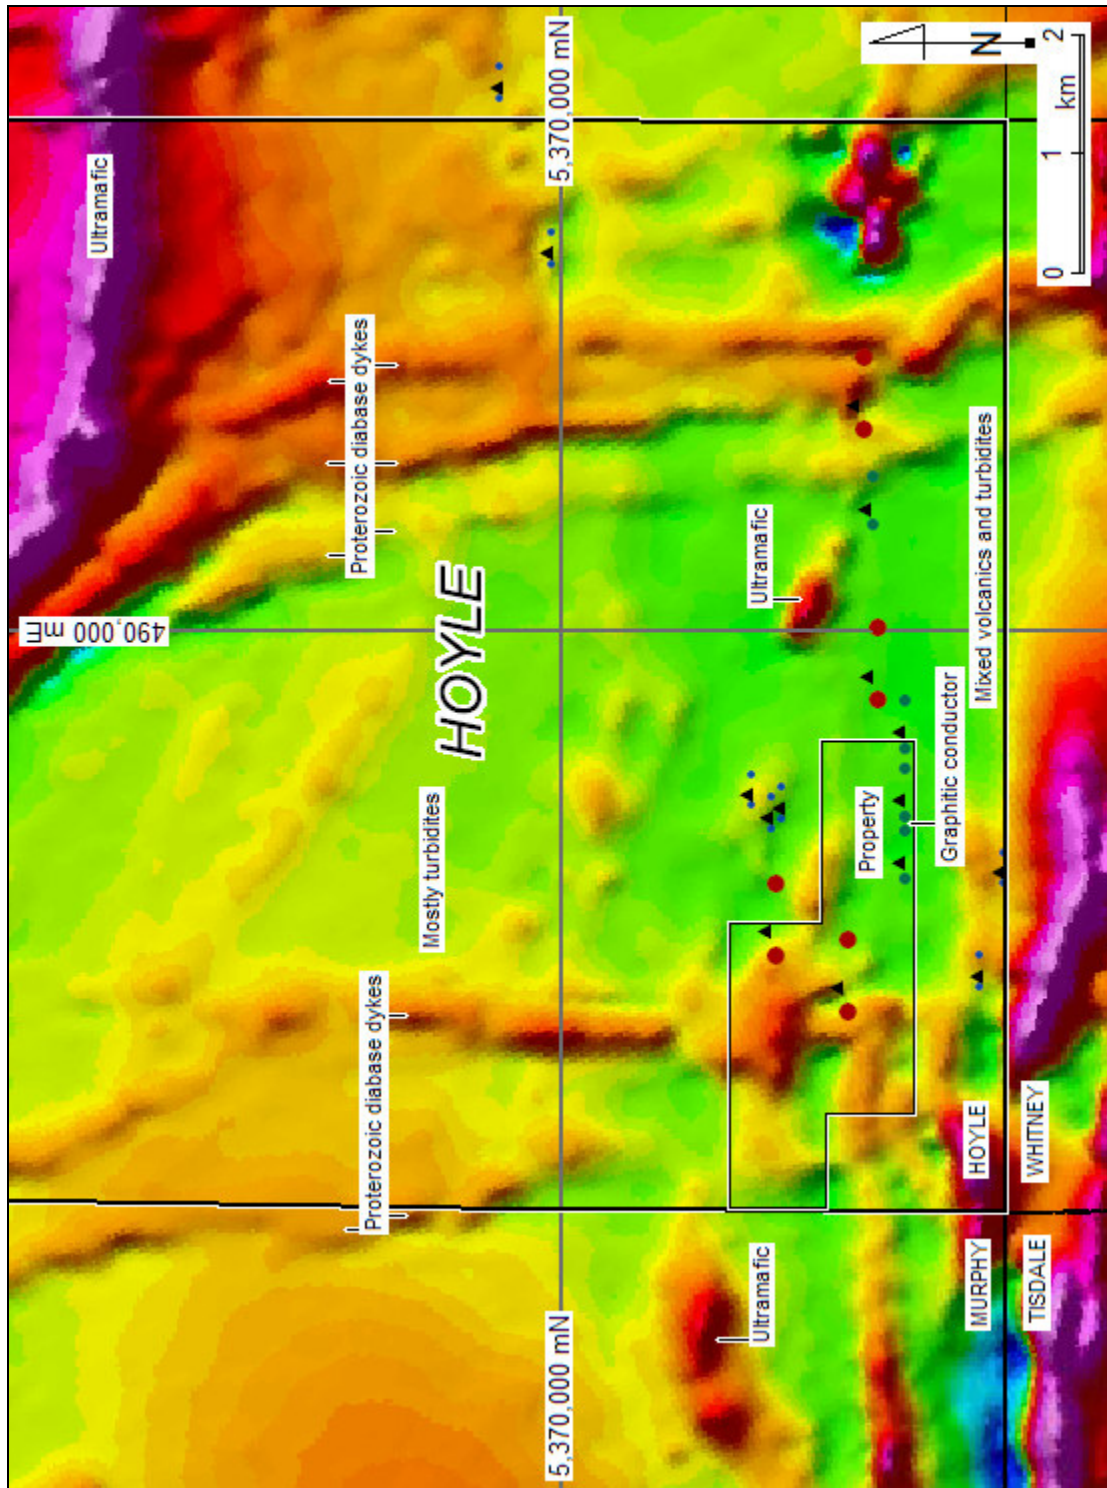 490,000 mE
Ultramafic
Proterozoic diabase dykes
Proterozoic diabase dykes
Mostly turbidites
HOYLE
5,370,000 mN
5,370,000 mN
Ultramafic
Ultramafic
Property
Graphitic conductor
MURPHY
HOYLE
Mixed volcanics and turbidites
N
TISDALE
WHITNEY
0 1 2
km